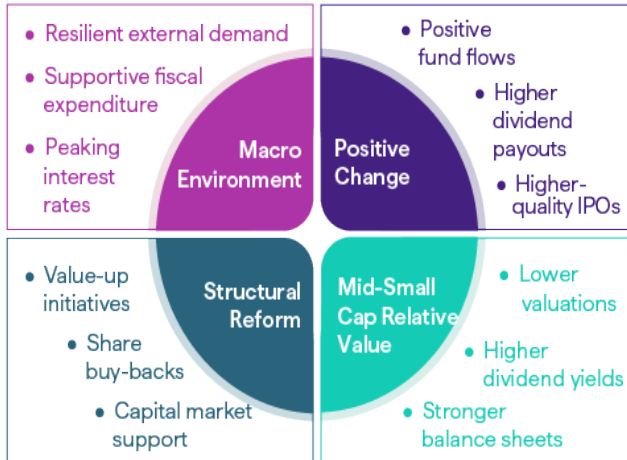 • Resilient external demand
• Supportive fiscal
expenditure
• Peaking
interest
rates
Macro
Environment
• Positive
fund flows
• Higher
dividend
payouts
• Higher-
quality IPOs
Positive
Change
• Value-up
initiatives
• Share
buy-backs
• Capital market
support
Structural
Reform
Mid-Small
Cap Relative
Value
• Lower
valuations
• Higher
dividend yields
• Stronger
balance sheets